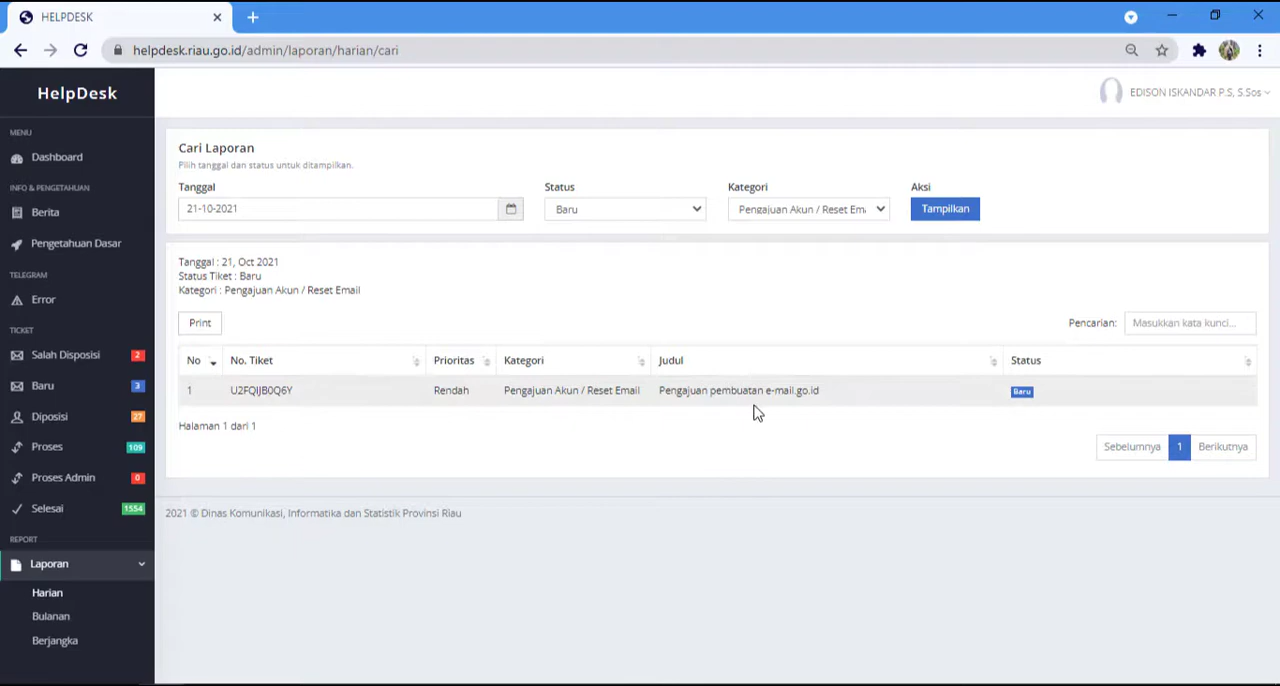 HELPDESK
helpdesk.riau.go.id/admin/laporan/harian/cari
HelpDesk
EDISON ISKANDAR P.S, S.Sos
MENU
Dashboard
INFO & PENGETAHUAN
Berita
Pengetahuan Dasar
TELEGRAM
Error
TICKET
Salah Disposisi 2
Baru 3
Diposisi 27
Proses 109
Proses Admin 0
Selesai 1554
REPORT
Laporan
Harian
Bulanan
Berjangka
Cari Laporan
Pilih tanggal dan status untuk ditampilkan.
Tanggal Status Kategori Aksi
21-10-2021 Baru Pengajuan Akun / Reset Em Tampilkan
Tanggal : 21, Oct 2021
Status Tiket : Baru
Kategori : Pengajuan Akun / Reset Email
Print Pencarian: Masukkan kata kunci...
No No. Tiket Prioritas Kategori Judul Status
1 U2FQIJB0Q6Y Rendah Pengajuan Akun / Reset Email Pengajuan pembuatan e-mail.go.id Baru
Halaman 1 dari 1
Sebelumnya 1 Berikutnya
2021 © Dinas Komunikasi, Informatika dan Statistik Provinsi Riau